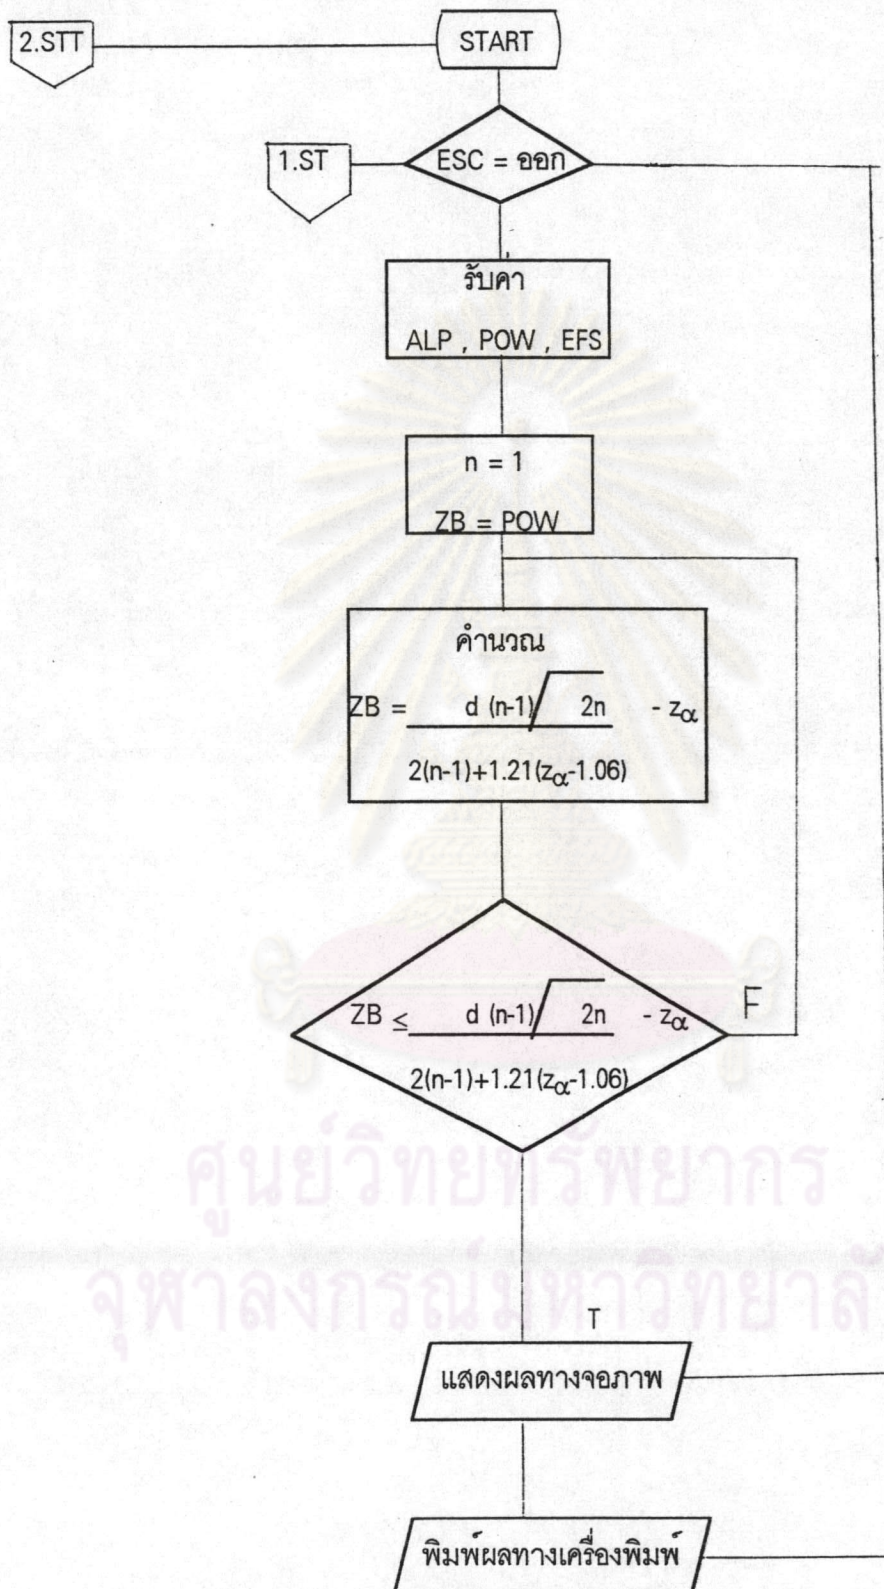 2.STT
START
1.ST
ESC = ออก
รับค่า
ALP , POW , EFS
n = 1
ZB = POW
คำนวณ
ZB = d (n-1)√2n - zα
2(n-1)+1.21(zα-1.06)
ZB ≤ d (n-1)√2n - zα
F
2(n-1)+1.21(zα-1.06)
ศูนย์วิทยทรัพยากร
จุฬาลงกรณ์มหาวิทยาลั
T
แสดงผลทางจอภาพ
พิมพ์ผลทางเครื่องพิมพ์